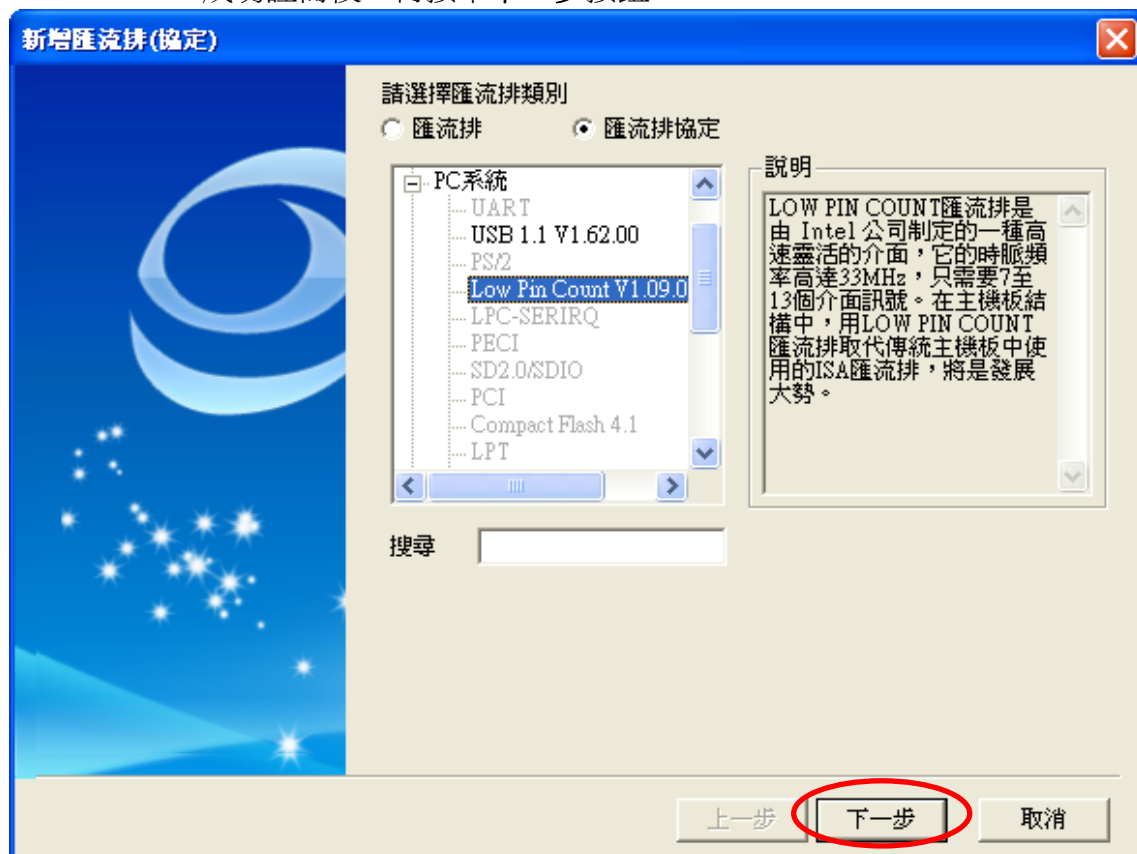 新增匯流排(協定)
請選擇匯流排類別
匯流排
匯流排協定
PC系統
UART
USB 1.1 V1.62.00
PS/2
Low Pin Count V1.09.0
LPC-SERIRQ
PECI
SD2.0/SDIO
PCI
Compact Flash 4.1
LPT
說明
LOW PIN COUNT匯流排是
由 Intel 公司制定的一種高
速靈活的介面，它的時脈頻
率高達33MHz，只需要7至
13個介面訊號。在主機板結
構中，用LOW PIN COUNT
匯流排取代傳統主機板中使
用的ISA匯流排，將是發展
大勢。
搜尋
上一步
下一步
取消